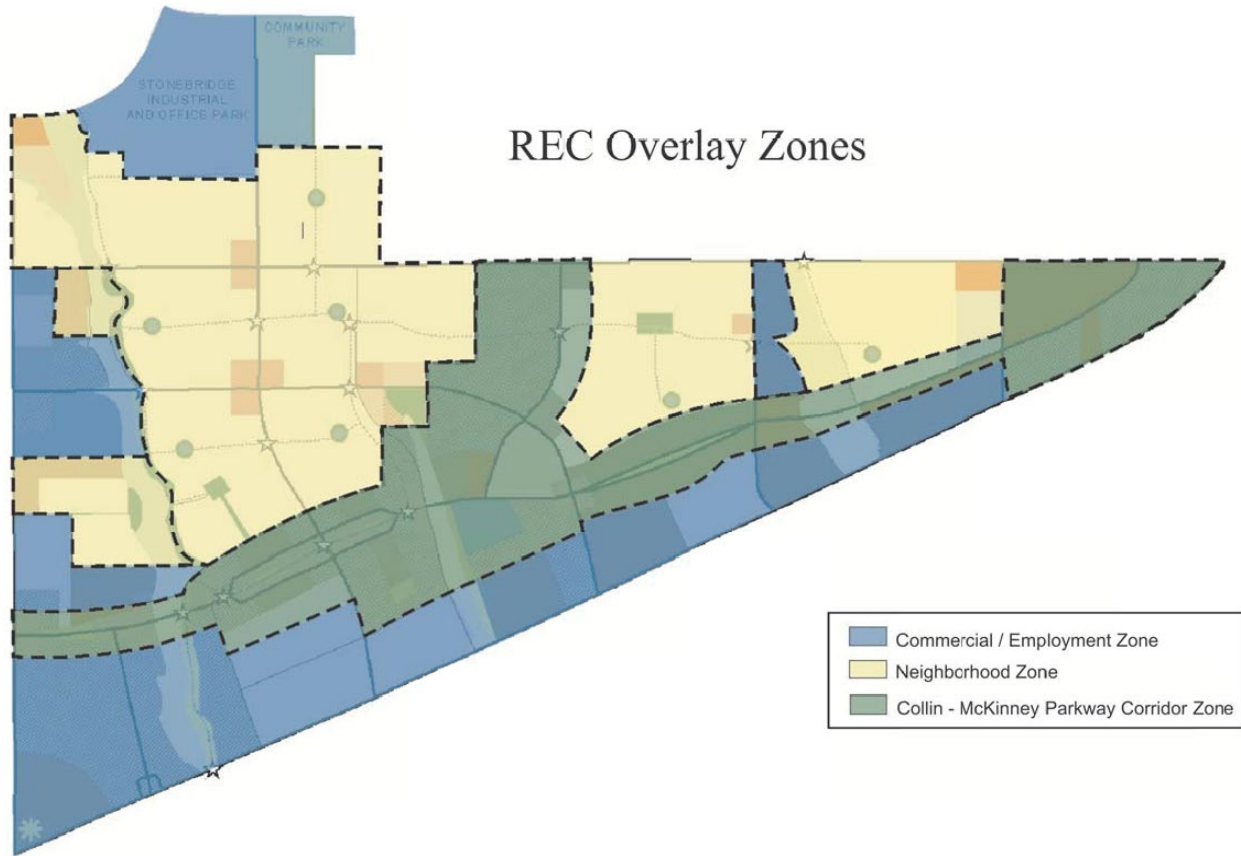 COMMUNITY
PARK
STONEBRIDGE
INDUSTRIAL
AND OFFICE PARK
REC Overlay Zones
Commercial / Employment Zone
Neighborhood Zone
Collin - McKinney Parkway Corridor Zone